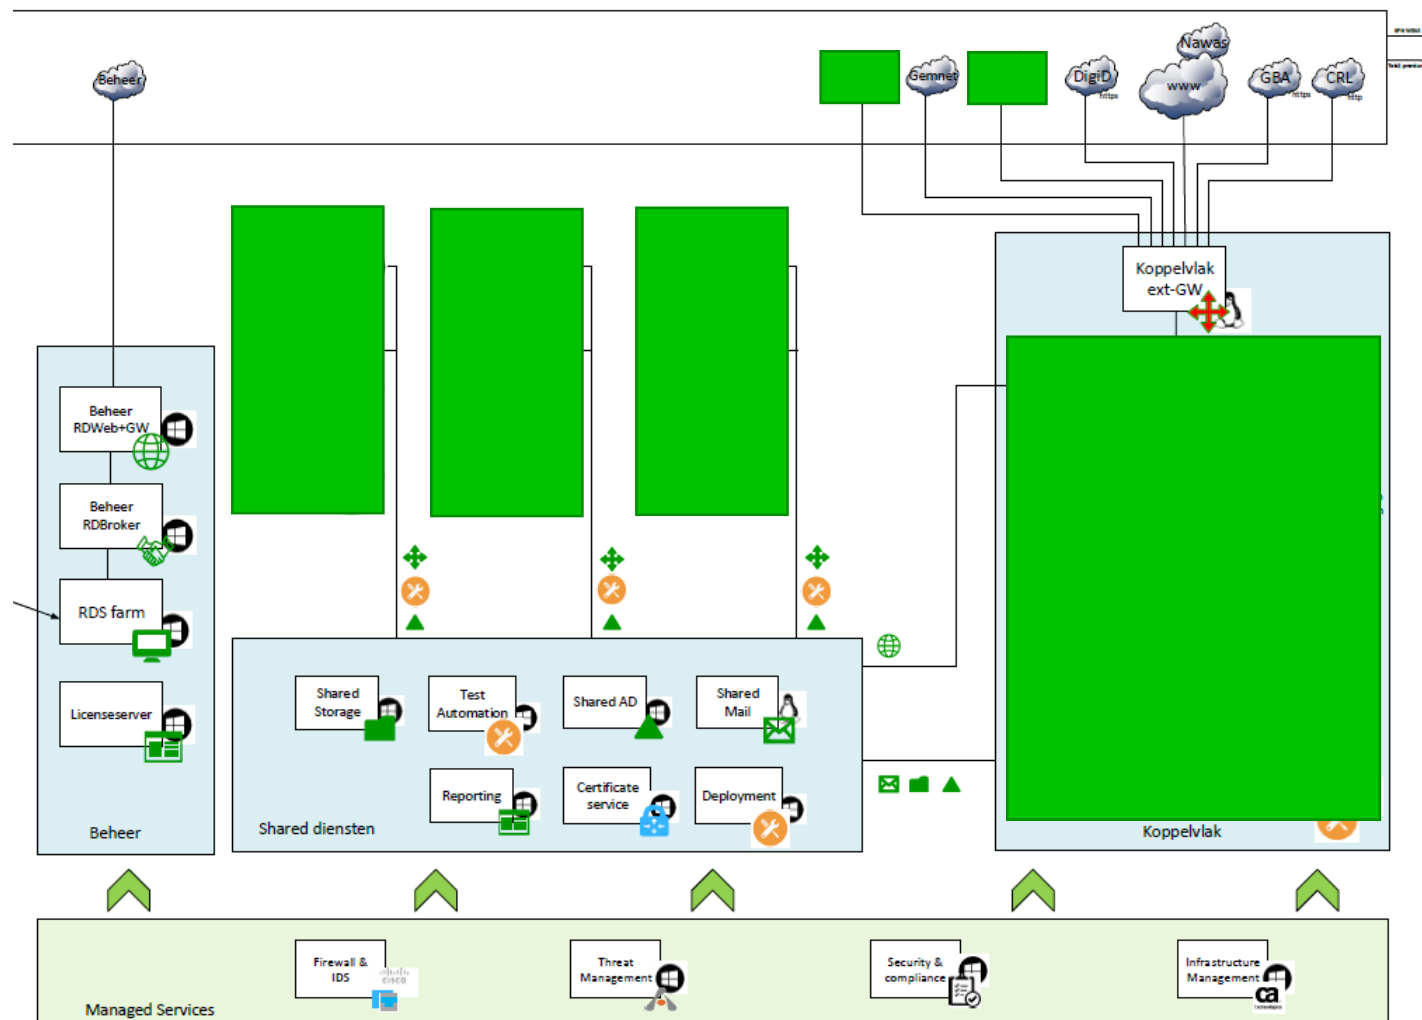 Nawas
Beheer
Gemnet
DigiD
https
www
GBA
https
CRL
http
Koppelvlak
ext-GW
Beheer
RDWeb+GW
Beheer
RDBroker
RDS farm
Licenseserver
Beheer
Shared
Storage
Test
Automation
Shared AD
Shared
Mail
Reporting
Certificate
service
Deployment
Shared diensten
Koppelvlak
Firewall &
IDS
cisco
Threat
Management
Security &
compliance
Infrastructure
Management
ca
technologies
Managed Services